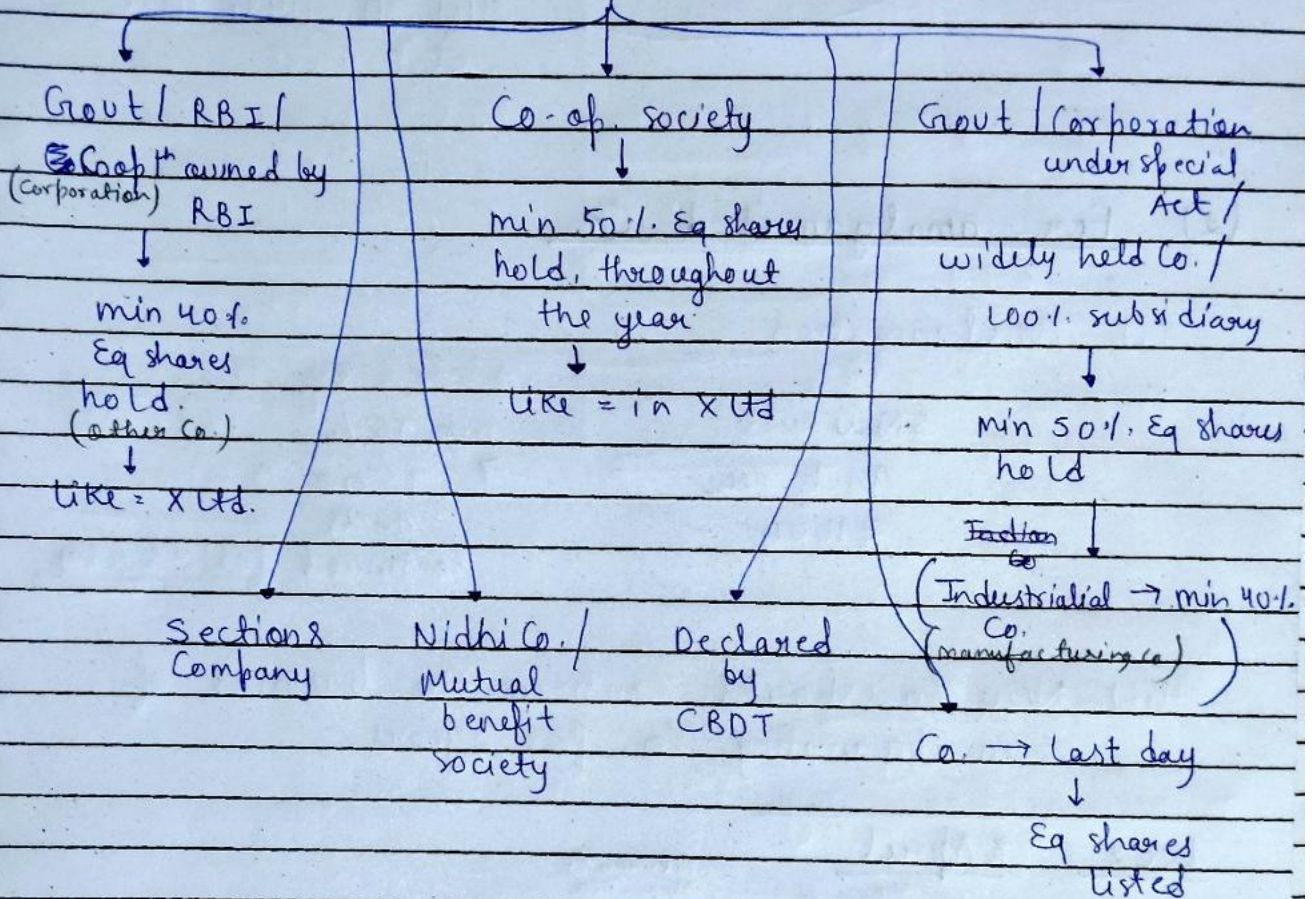 Govt / RBI /
Coopth owned by
(corporation)
RBI
min 40%
Eq shares
hold.
(other Co.)
like = X Ltd.
Co-op. society
min 50%. Eq shares
hold, throughout
the year
like = in X Ltd
Govt / Corporation
under special
Act /
widely held Co. /
100%. subsidiary
min 50%. Eq shares
hold
(Industrialial → min 40%.
Co.
(manufacturing co) )
Section 8
Company
Nidhi Co. /
Mutual
benefit
society
Declared
by
CBDT
Co. → last day
Eq shares
listed